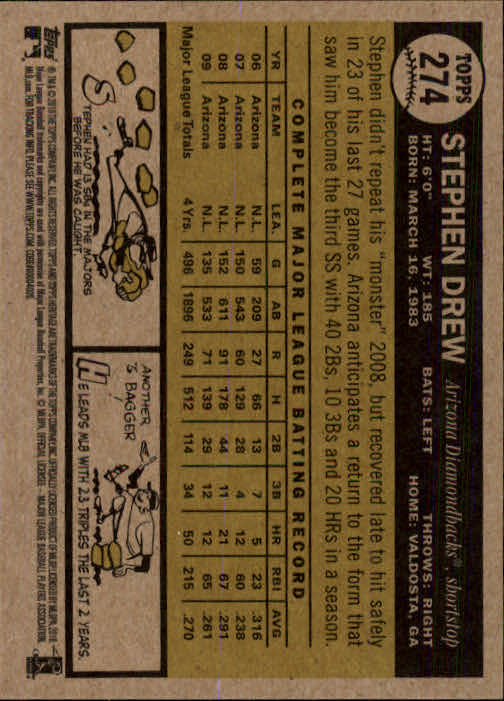 TOPPS
274
STEPHEN DREW Arizona Diamondbacks®, shortstop
HT: 6'0" WT: 185 BATS: LEFT THROWS: RIGHT
BORN: MARCH 16, 1983 HOME: VALDOSTA, GA
Stephen didn't repeat his "monster" 2008, but recovered late to hit safely
in 23 of his last 27 games. Arizona anticipates a return to the form that
saw him become the third SS with 40 2Bs, 10 3Bs and 20 HRs in a season.
COMPLETE MAJOR LEAGUE BATTING RECORD
YR TEAM LEA. G AB R H 2B 3B HR RBI AVG
06 Arizona N.L. 59 209 27 66 13 7 5 23 .316
07 Arizona N.L. 150 543 60 129 28 4 12 60 .238
08 Arizona N.L. 152 611 91 178 44 11 21 67 .291
09 Arizona N.L. 135 533 71 139 29 12 12 65 .261
Major League Totals 4 Yrs. 496 1896 249 512 114 34 50 215 .270
STEPHEN HAD 13 SBs IN THE MAJORS
BEFORE HE WAS CAUGHT.
ANOTHER
3 BAGGER
HE LEADS MLB WITH 23 TRIPLES THE LAST 2 YEARS.
Topps